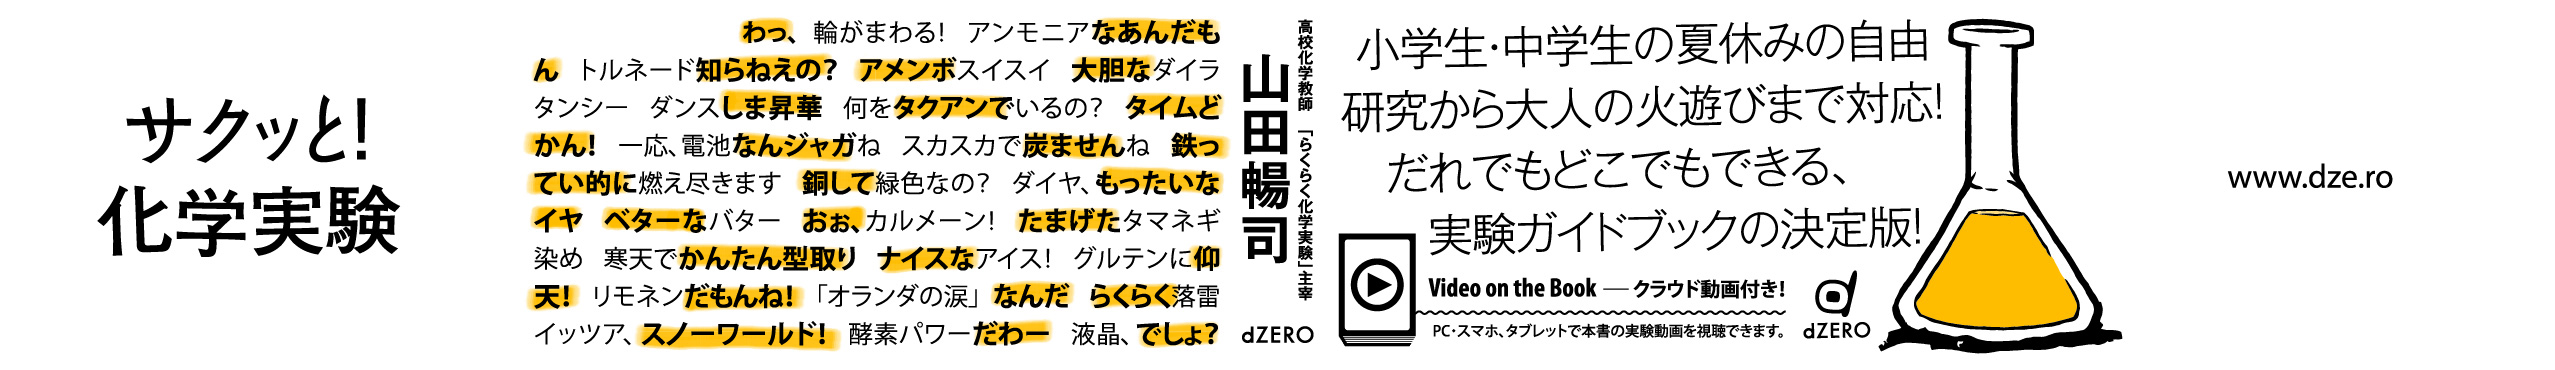 サクッと!
化学実験
わっ、輪がまわる! アンモニアなあんだも
ん トルネード知らねえの? アメンボスイスイ 大胆なダイラ
タンシー ダンスしま昇華 何をタクアンでいるの? タイムど
かん! 一応、電池なんジャガね スカスカで炭ませんね 鉄っ
てい的に燃え尽きます 銅して緑色なの? ダイヤ、もったいな
イヤ ベターなバター おぉ、カルメーン! たまげたタマネギ
染め 寒天でかんたん型取り ナイスなアイス! グルテンに仰
天! リモネンだもんね! 「オランダの涙」なんだ らくらく落雷
イッツア、スノーワールド! 酵素パワーだわー 液晶、でしょ?
高校化学教師 「らくらく化学実験」主宰
山田暢司
dZERO
小学生・中学生の夏休みの自由
研究から大人の火遊びまで対応!
だれでもどこでもできる、
実験ガイドブックの決定版!
Video on the Book ― クラウド動画付き!
PC・スマホ、タブレットで本書の実験動画を視聴できます。
dZERO
www.dze.ro